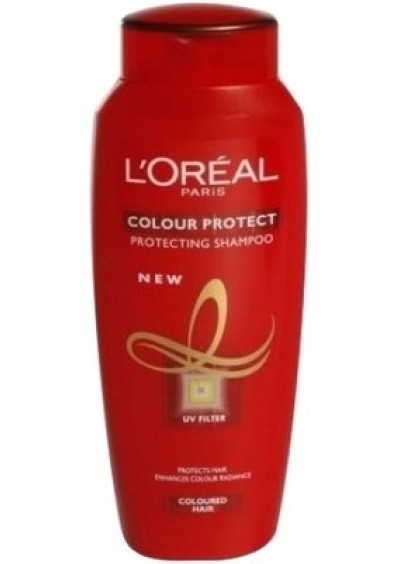 L'ORÉAL
PARIS
COLOUR PROTECT
PROTECTING SHAMPOO
NEW
UV FILTER
PROTECTS HAIR
ENHANCES COLOUR RADIANCE
COLOURED
HAIR